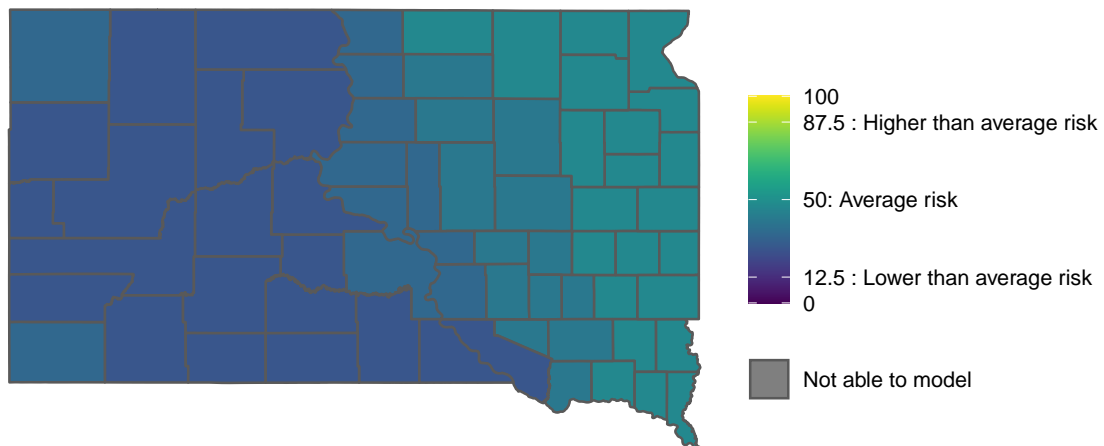 100
87.5 : Higher than average risk
50: Average risk
12.5 : Lower than average risk
0
Not able to model